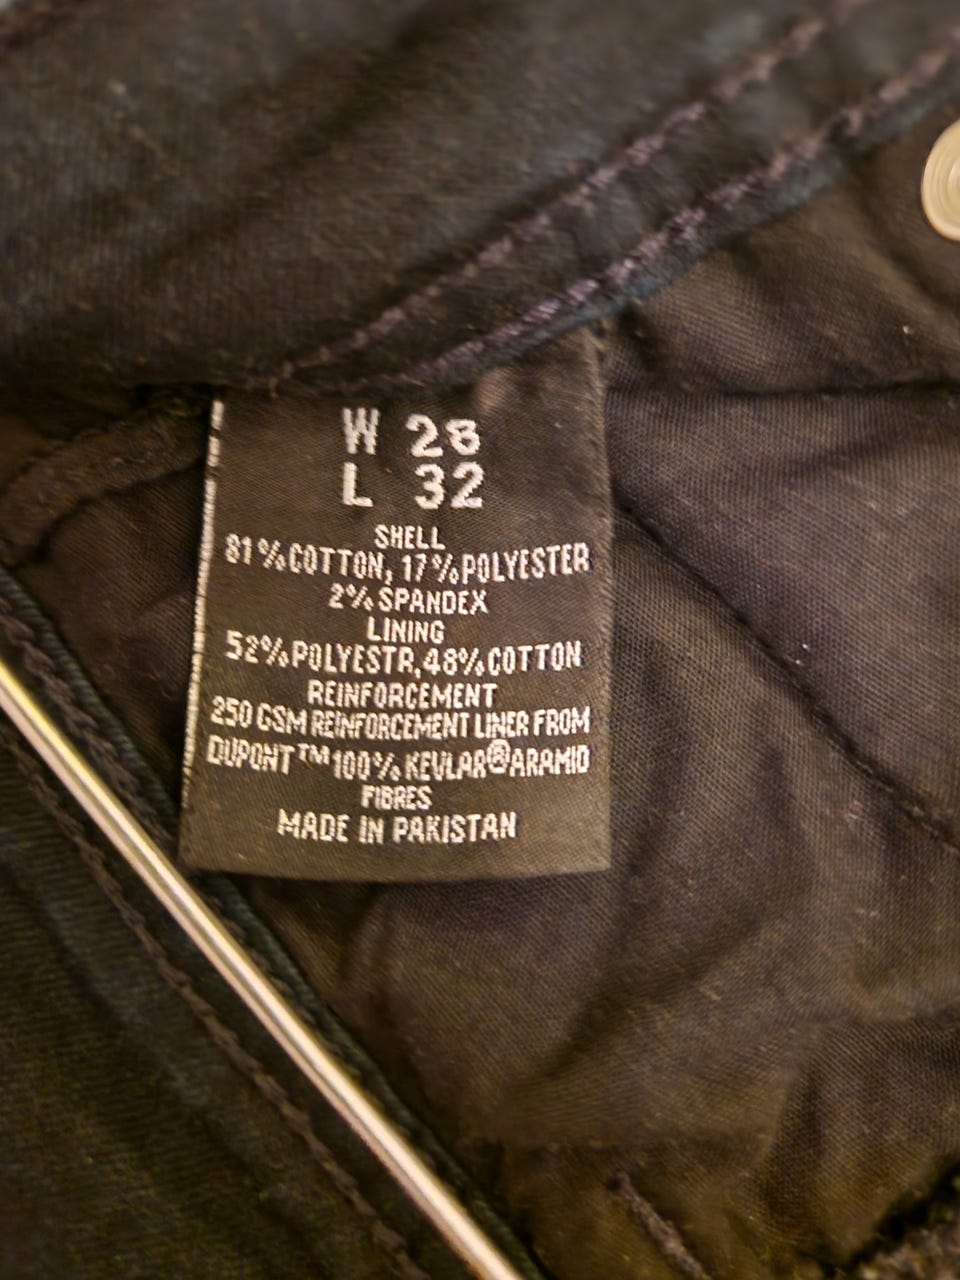 W 28
L 32
SHELL
81%COTTON, 17%POLYESTER
2%SPANDEX
LINING
52%POLYESTR,48%COTTON
REINFORCEMENT
250 GSM REINFORCEMENT LINER FROM
DUPONT™100%KEVLAR®ARAMID
FIBRES
MADE IN PAKISTAN